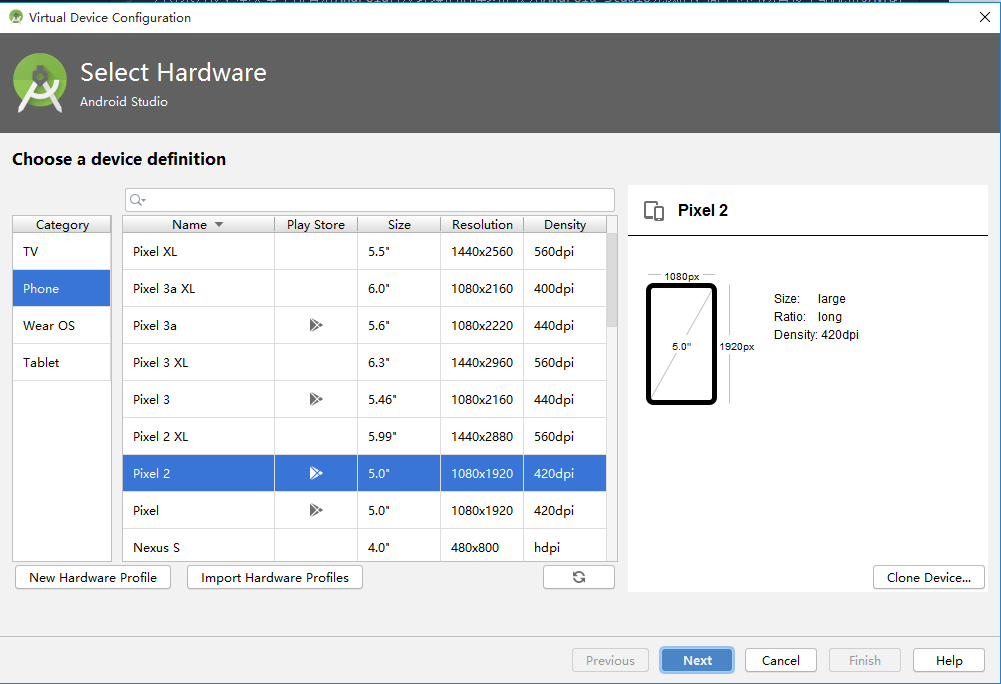 Virtual Device Configuration
Select Hardware
Android Studio
Choose a device definition
Category
TV
Phone
Wear OS
Tablet
Name Play Store Size Resolution Density
Pixel XL 5.5" 1440x2560 560dpi
Pixel 3a XL 6.0" 1080x2160 400dpi
Pixel 3a 5.6" 1080x2220 440dpi
Pixel 3 XL 6.3" 1440x2960 560dpi
Pixel 3 5.46" 1080x2160 440dpi
Pixel 2 XL 5.99" 1440x2880 560dpi
Pixel 2 5.0" 1080x1920 420dpi
Pixel 5.0" 1080x1920 420dpi
Nexus S 4.0" 480x800 hdpi
New Hardware Profile Import Hardware Profiles
Pixel 2
1080px
5.0"
1920px
Size: large
Ratio: long
Density: 420dpi
Clone Device...
Previous Next Cancel Finish Help